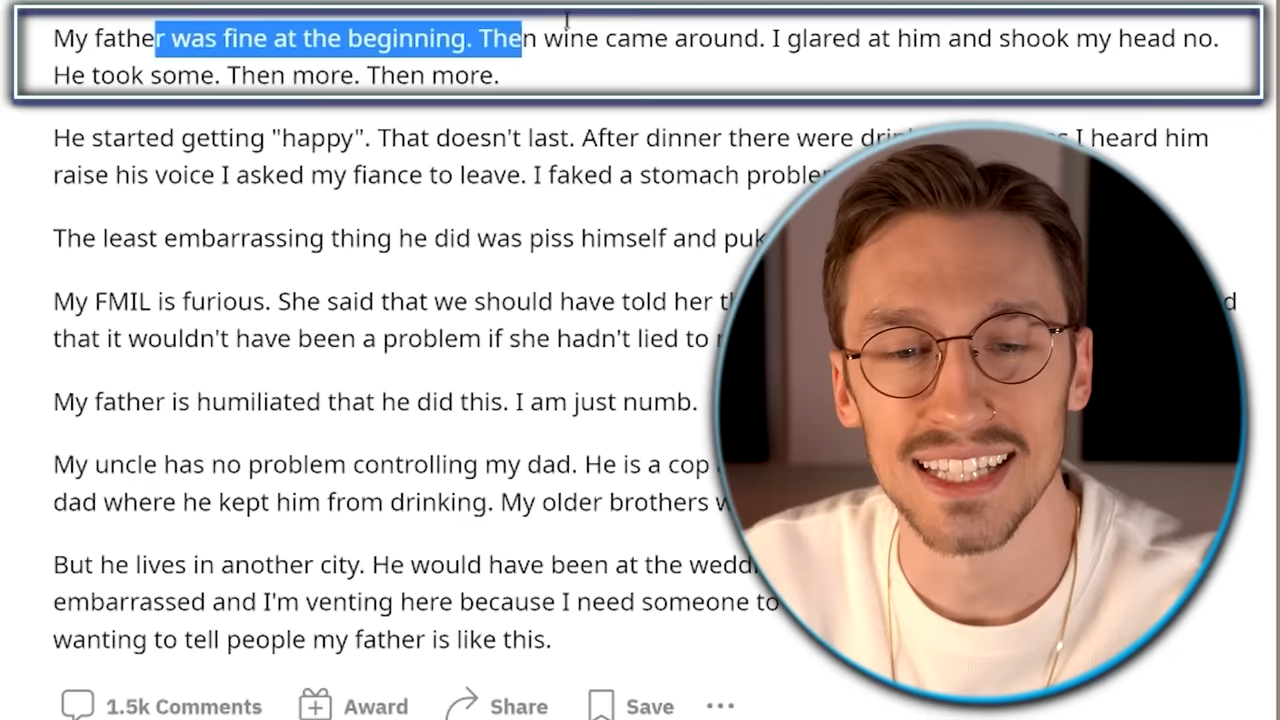 My father was fine at the beginning. Then wine came around. I glared at him and shook my head no.
He took some. Then more. Then more.
He started getting "happy". That doesn't last. After dinner there were I heard him
raise his voice I asked my fiance to leave. I faked a stomach
The least embarrassing thing he did was piss himself and
My FMIL is furious. She said that we should have told her
that it wouldn't have been a problem if she hadn't lied to
My father is humiliated that he did this. I am just numb.
My uncle has no problem controlling my dad. He is a cop
dad where he kept him from drinking. My older brothers
But he lives in another city. He would have been at the
embarrassed and I'm venting here because I need someone to
wanting to tell people my father is like this.
1.5k Comments Award Share Save •••